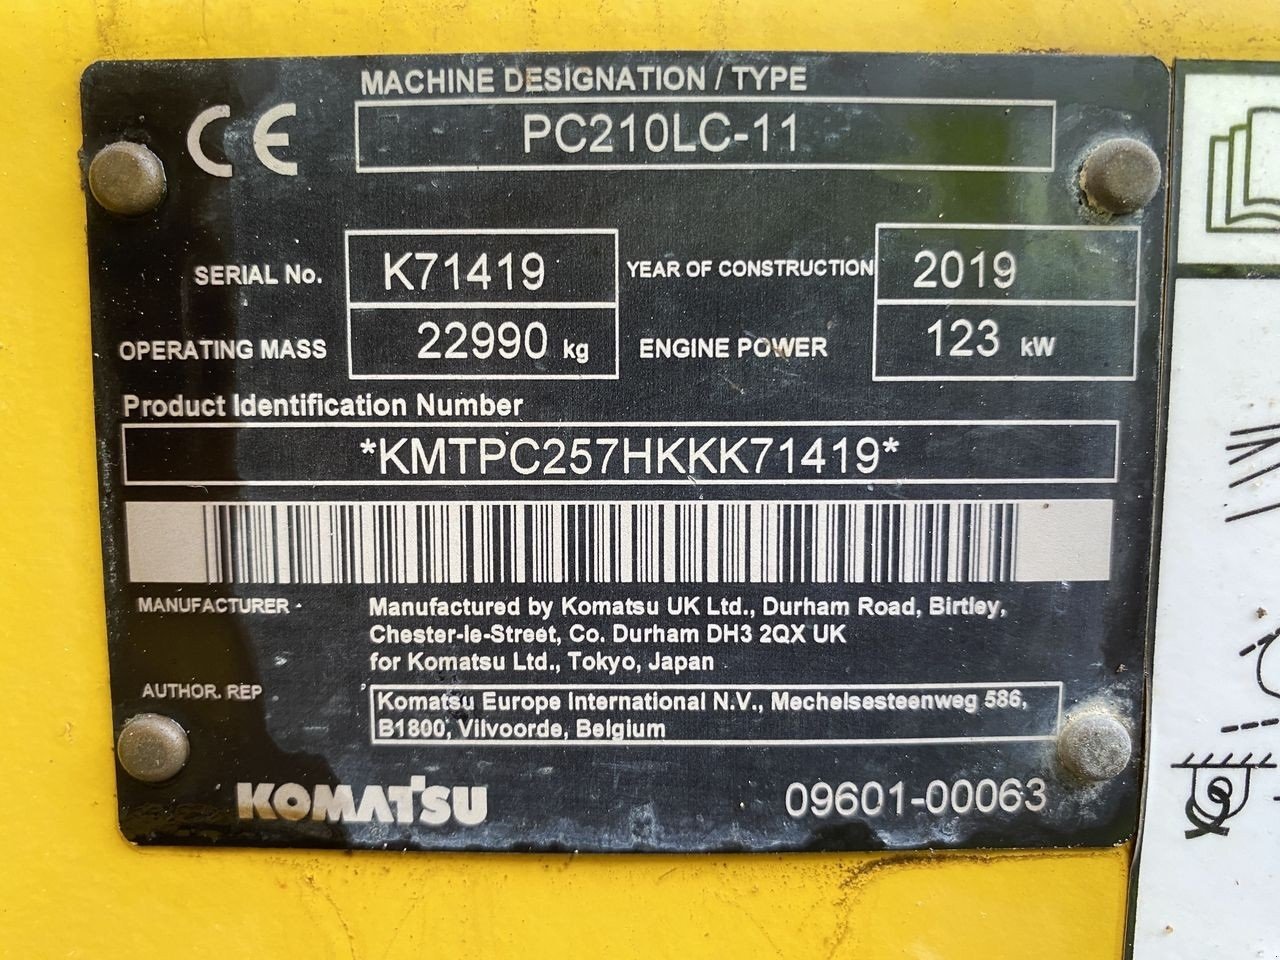 CE
MACHINE DESIGNATION / TYPE
PC210LC-11
SERIAL No. K71419 YEAR OF CONSTRUCTION 2019
OPERATING MASS 22990 kg ENGINE POWER 123 kW
Product Identification Number
*KMTPC257HKKK71419*
MANUFACTURER Manufactured by Komatsu UK Ltd., Durham Road, Birtley,
Chester-le-Street, Co. Durham DH3 2QX UK
for Komatsu Ltd., Tokyo, Japan
AUTHOR. REP Komatsu Europe International N.V., Mechelsesteenweg 586,
B1800, Vilvoorde, Belgium
KOMATSU 09601-00063